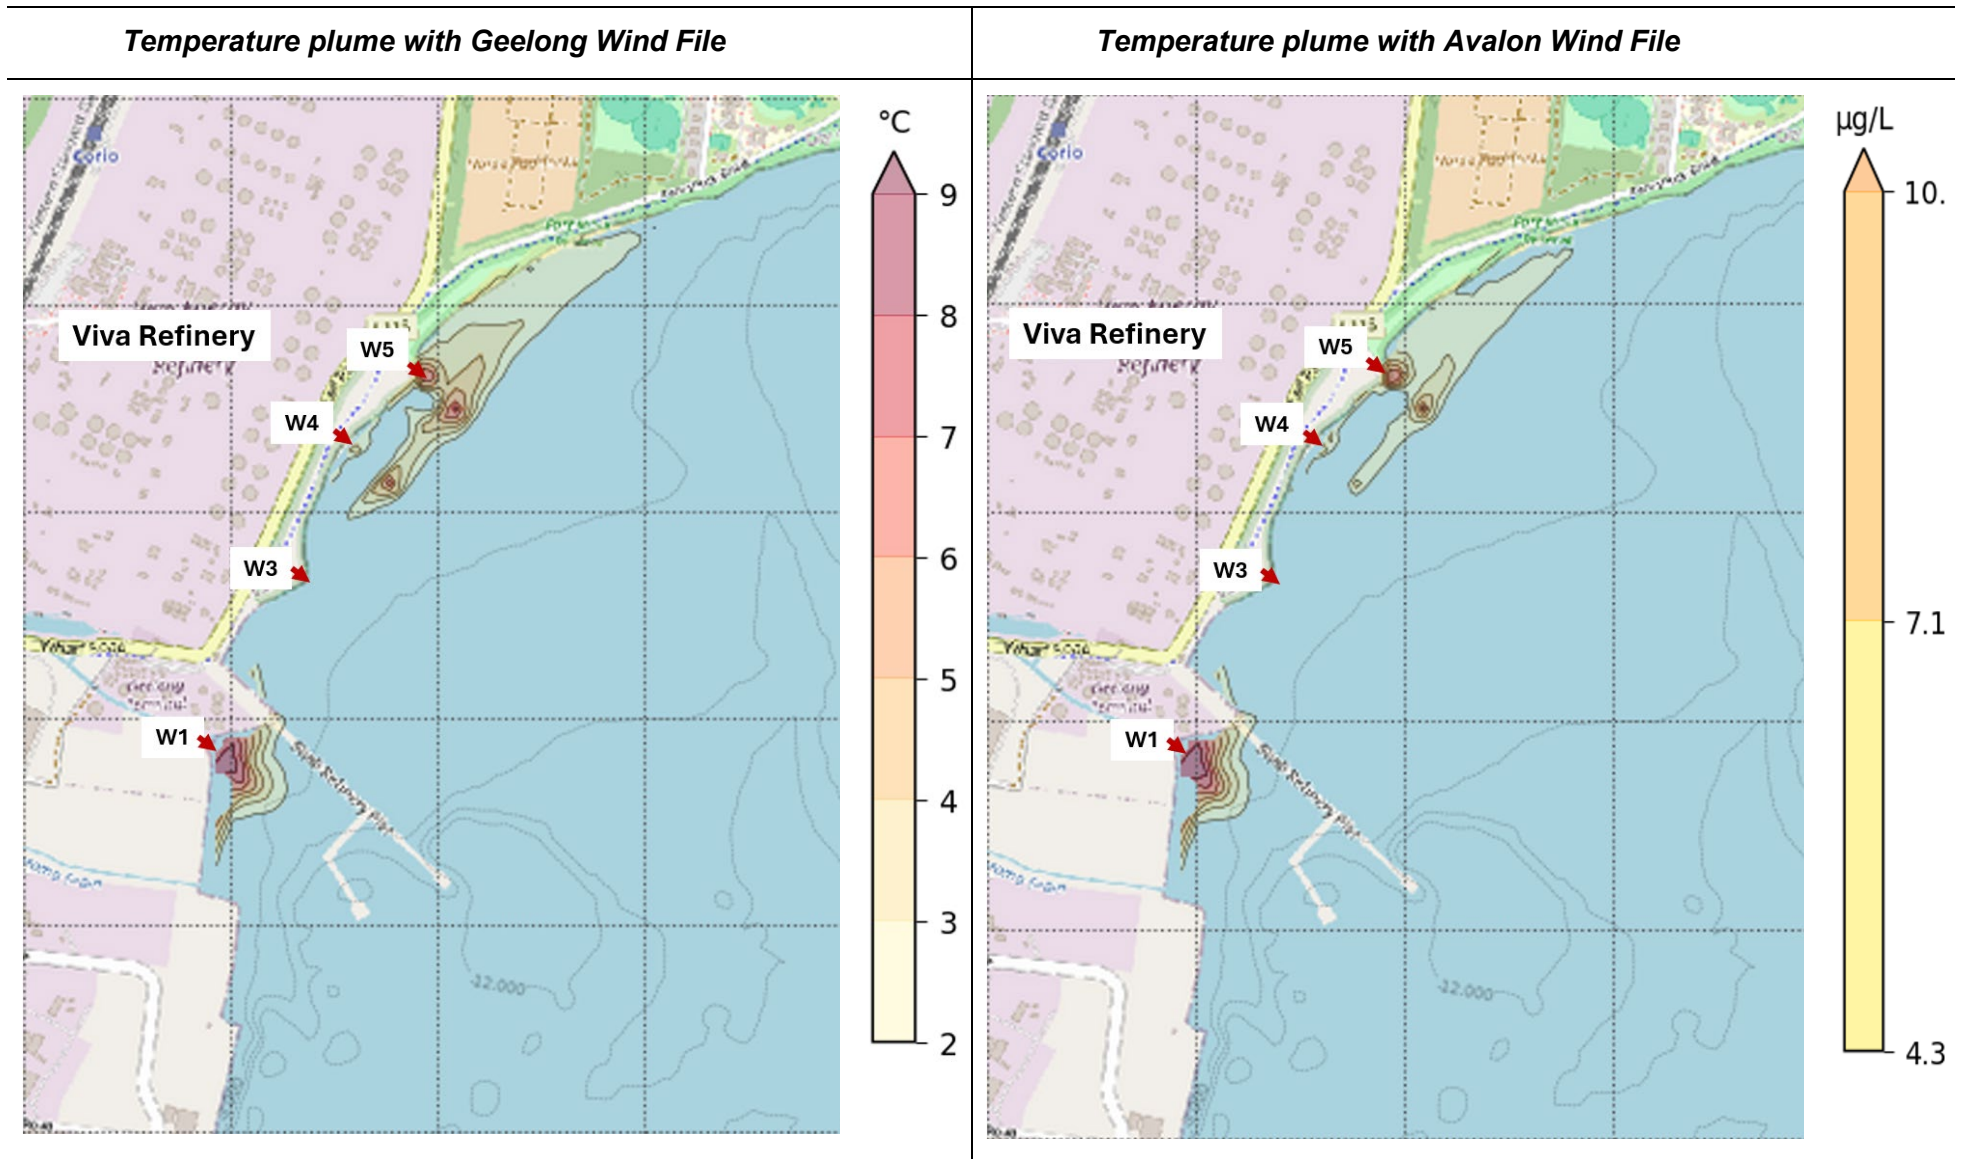 Temperature plume with Geelong Wind File
Temperature plume with Avalon Wind File
Corio
Viva Refinery
Refinery
W5
W4
W3
W1
-12.000
°C
9
8
7
6
5
4
3
2
Corio
Viva Refinery
Refinery
W5
W4
W3
W1
-12.000
µg/L
10.
7.1
4.3